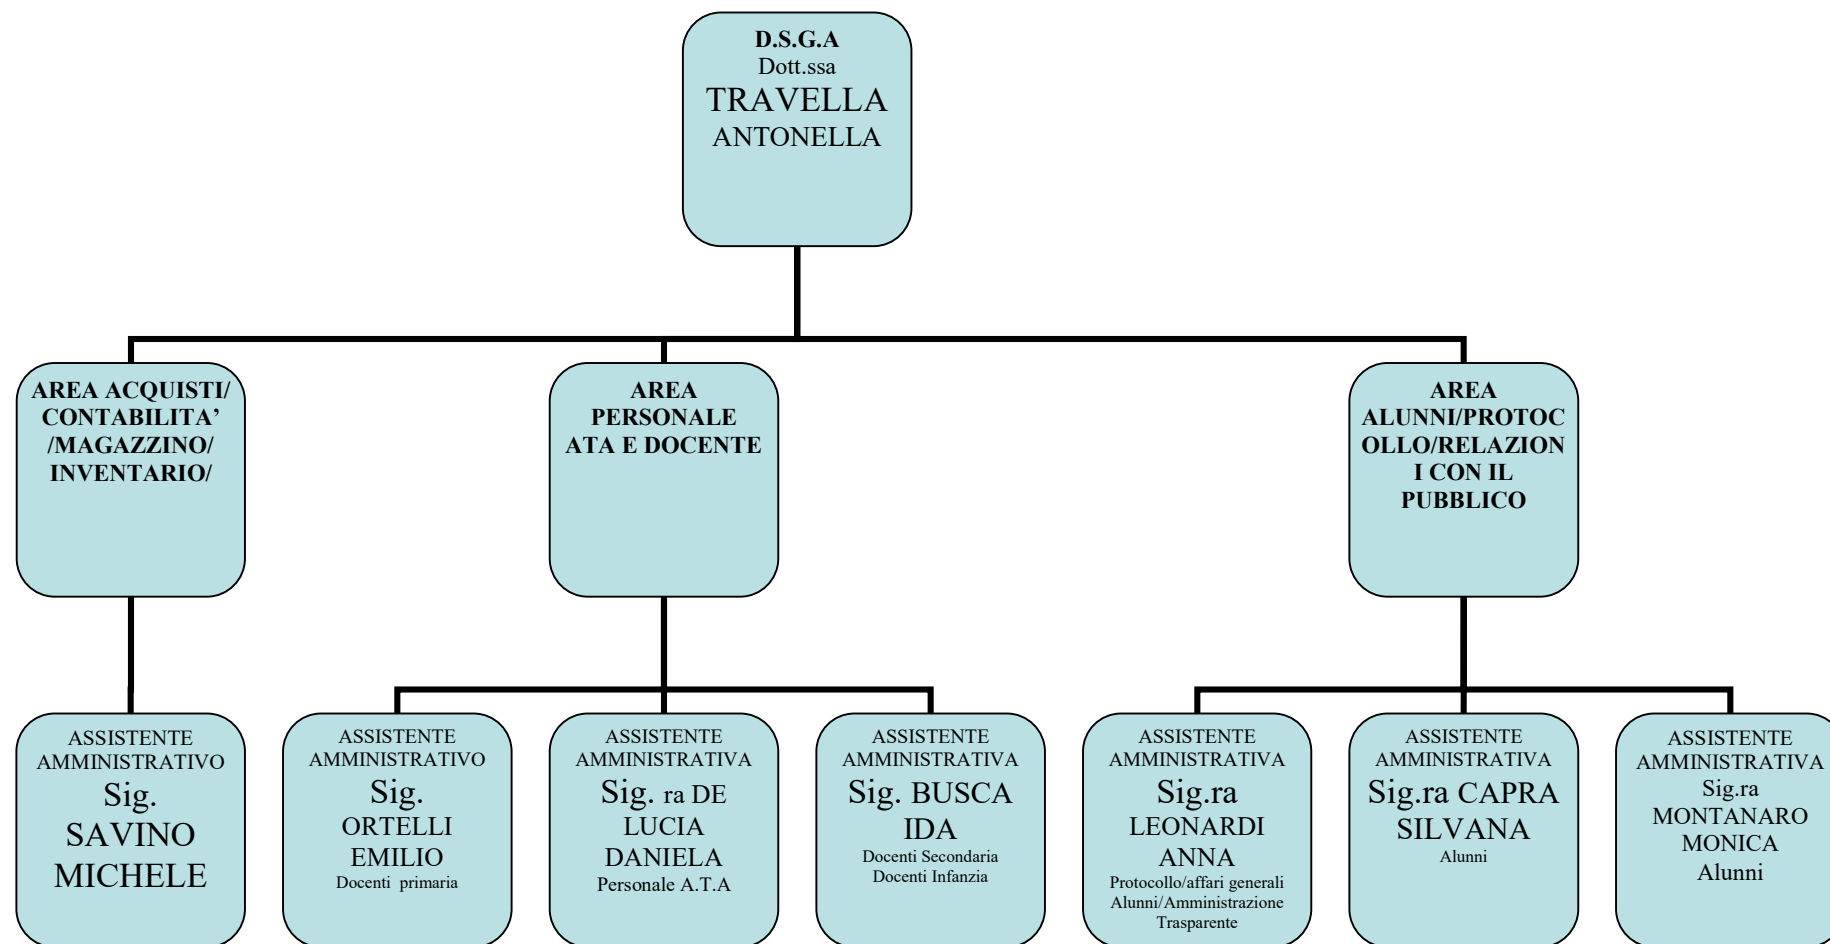 D.S.G.A
Dott.ssa
TRAVELLA
ANTONELLA
AREA ACQUISTI/
CONTABILITA’
/MAGAZZINO/
INVENTARIO/
AREA
PERSONALE
ATA E DOCENTE
AREA
ALUNNI/PROTOC
OLLO/RELAZION
I CON IL
PUBBLICO
ASSISTENTE
AMMINISTRATIVO
Sig.
SAVINO
MICHELE
ASSISTENTE
AMMINISTRATIVO
Sig.
ORTELLI
EMILIO
Docenti primaria
ASSISTENTE
AMMINISTRATIVA
Sig. ra DE
LUCIA
DANIELA
Personale A.T.A
ASSISTENTE
AMMINISTRATIVA
Sig. BUSCA
IDA
Docenti Secondaria
Docenti Infanzia
ASSISTENTE
AMMINISTRATIVA
Sig.ra
LEONARDI
ANNA
Protocollo/affari generali
Alunni/Amministrazione
Trasparente
ASSISTENTE
AMMINISTRATIVA
Sig.ra CAPRA
SILVANA
Alunni
ASSISTENTE
AMMINISTRATIVA
Sig.ra
MONTANARO
MONICA
Alunni